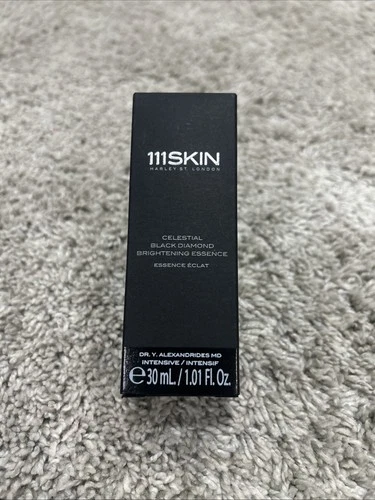 111SKIN
HARLEY ST. LONDON
CELESTIAL
BLACK DIAMOND
BRIGHTENING ESSENCE
ESSENCE ÉCLAT
DR. Y. ALEXANDRIDES MD
INTENSIVE / INTENSIF
℮ 30 mL. / 1.01 Fl. Oz.